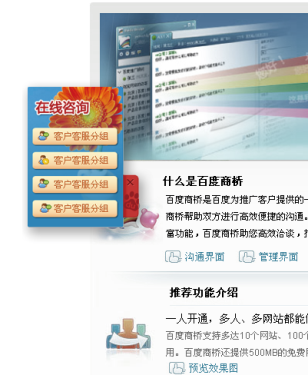 在线咨询
客户客服分组
客户客服分组
客户客服分组
客户客服分组
什么是百度商桥
百度商桥是百度为推广客户提供的一
商桥帮助双方进行高效便捷的沟通。
富功能，百度商桥助您高效洽谈，
沟通界面 管理界面
推荐功能介绍
一人开通，多人、多网站都能
百度商桥支持多达10个网站、100个
用。百度商桥还提供500MB的免费
预览效果图